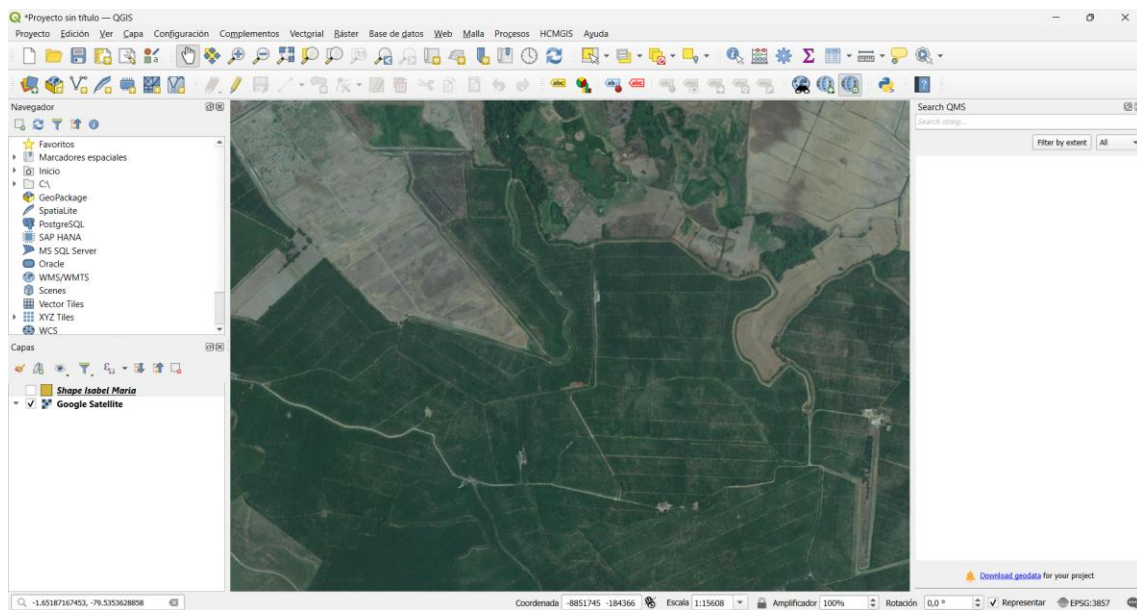 *Proyecto sin título — QGIS
Proyecto Edición Ver Capa Configuración Complementos Vectorial Ráster Base de datos Web Malla Procesos HCMGIS Ayuda
Navegador
Favoritos
Marcadores espaciales
Inicio
C:\
GeoPackage
SpatiaLite
PostgreSQL
SAP HANA
MS SQL Server
Oracle
WMS/WMTS
Scenes
Vector Tiles
XYZ Tiles
WCS
Capas
Shape Isabel Maria
Google Satellite
Search QMS
Search string...
Filter by extent All
Download geodata for your project
-1.65187167453, -79.5353628858 Coordenada -8851745 -184366 Escala 1:15608 Amplificador 100% Rotación 0,0 ° Representar EPSG:3857